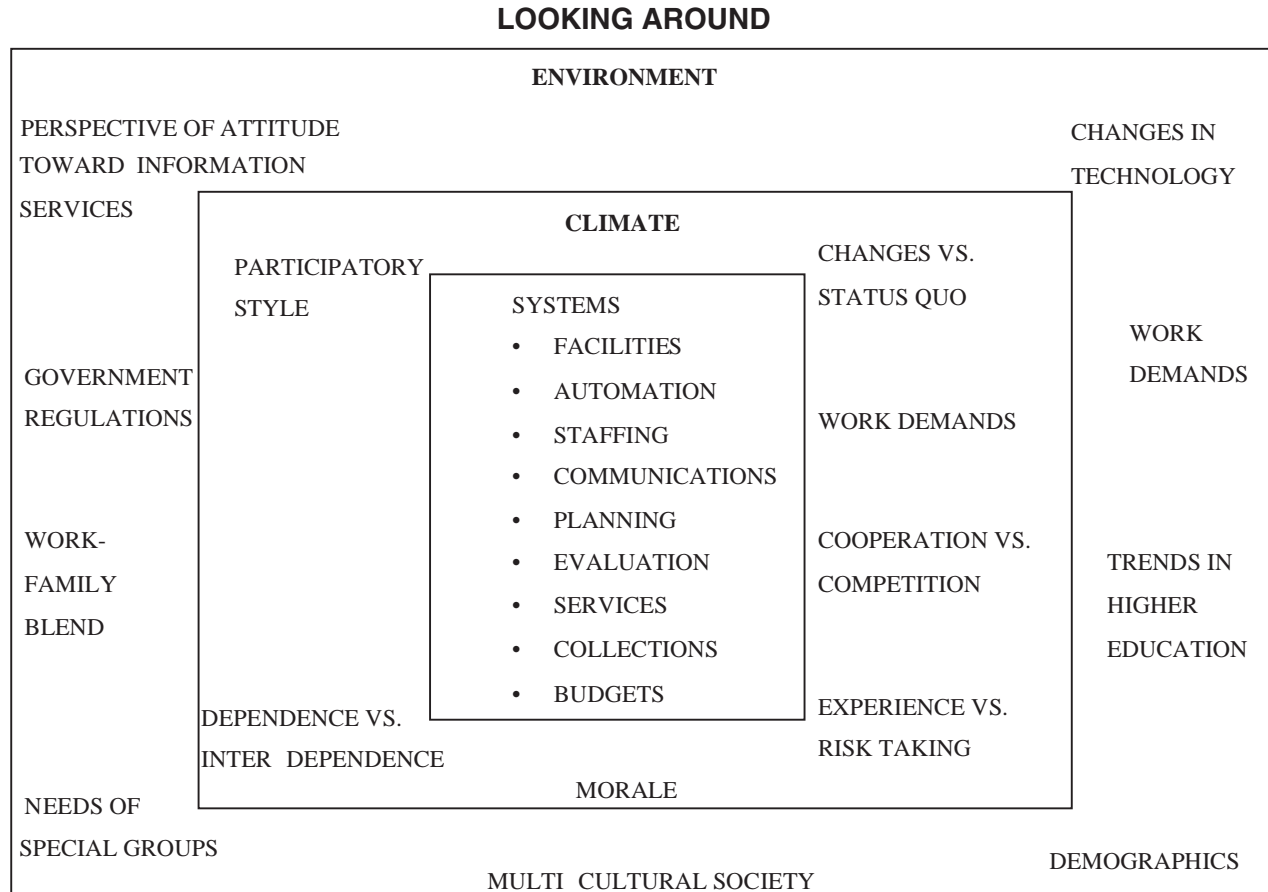 LOOKING AROUND
ENVIRONMENT
PERSPECTIVE OF ATTITUDE
TOWARD INFORMATION
SERVICES
CHANGES IN
TECHNOLOGY
CLIMATE
PARTICIPATORY
STYLE
CHANGES VS.
STATUS QUO
SYSTEMS
• FACILITIES
• AUTOMATION
• STAFFING
• COMMUNICATIONS
• PLANNING
• EVALUATION
• SERVICES
• COLLECTIONS
• BUDGETS
WORK
DEMANDS
GOVERNMENT
REGULATIONS
WORK DEMANDS
WORK-
FAMILY
BLEND
COOPERATION VS.
COMPETITION
TRENDS IN
HIGHER
EDUCATION
DEPENDENCE VS.
INTER DEPENDENCE
EXPERIENCE VS.
RISK TAKING
MORALE
NEEDS OF
SPECIAL GROUPS
MULTI CULTURAL SOCIETY
DEMOGRAPHICS